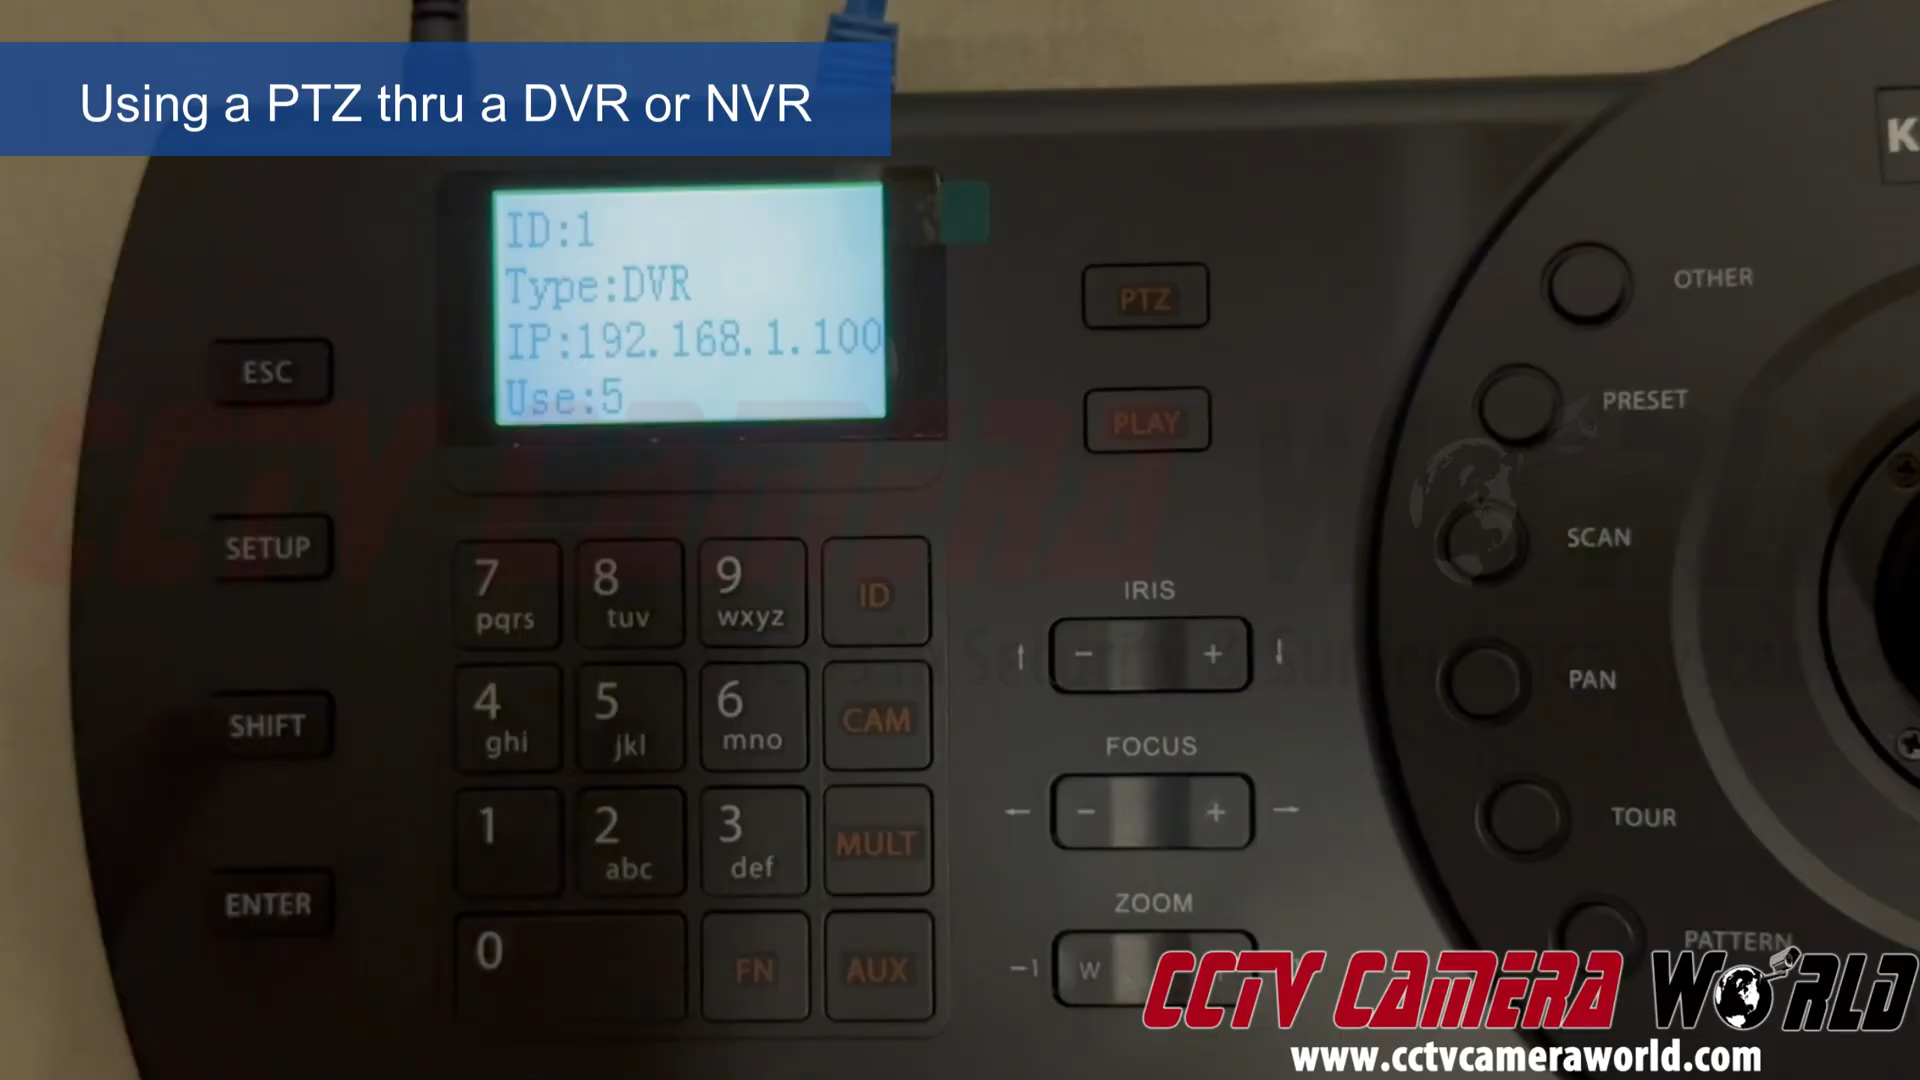 Using a PTZ thru a DVR or NVR
K
ID:1
Type:DVR
IP:192.168.1.100
Use:5
PTZ
PLAY
OTHER
PRESET
SCAN
PAN
TOUR
PATTERN
ESC
SETUP
SHIFT
ENTER
7 pqrs
8 tuv
9 wxyz
ID
4 ghi
5 jkl
6 mno
CAM
1
2 abc
3 def
MULT
0
FN
AUX
IRIS
↑ - + ↓
FOCUS
← - + →
ZOOM
-1 W
CCTV CAMERA WORLD
www.cctvcameraworld.com